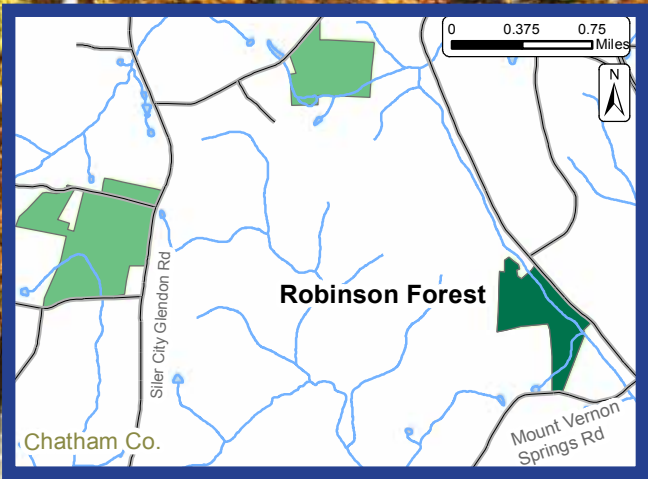 0 0.375 0.75
Miles
N
Siler City Glendon Rd
Robinson Forest
Chatham Co.
Mount Vernon
Springs Rd